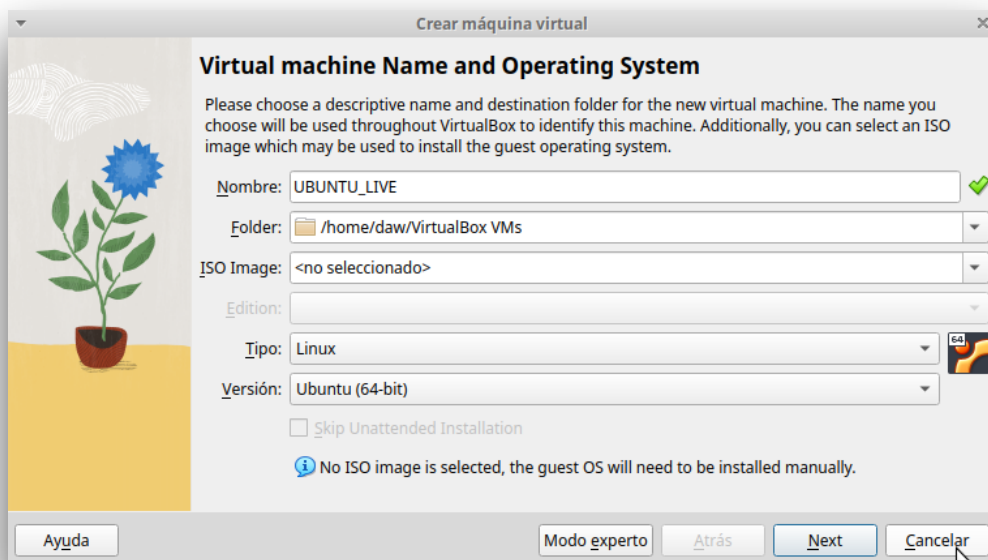 Crear máquina virtual
Virtual machine Name and Operating System
Please choose a descriptive name and destination folder for the new virtual machine. The name you
choose will be used throughout VirtualBox to identify this machine. Additionally, you can select an ISO
image which may be used to install the guest operating system.
Nombre: UBUNTU_LIVE
Folder: /home/daw/VirtualBox VMs
ISO Image: <no seleccionado>
Edition:
Tipo: Linux 64
Versión: Ubuntu (64-bit)
Skip Unattended Installation
No ISO image is selected, the guest OS will need to be installed manually.
Ayuda Modo experto Atrás Next Cancelar